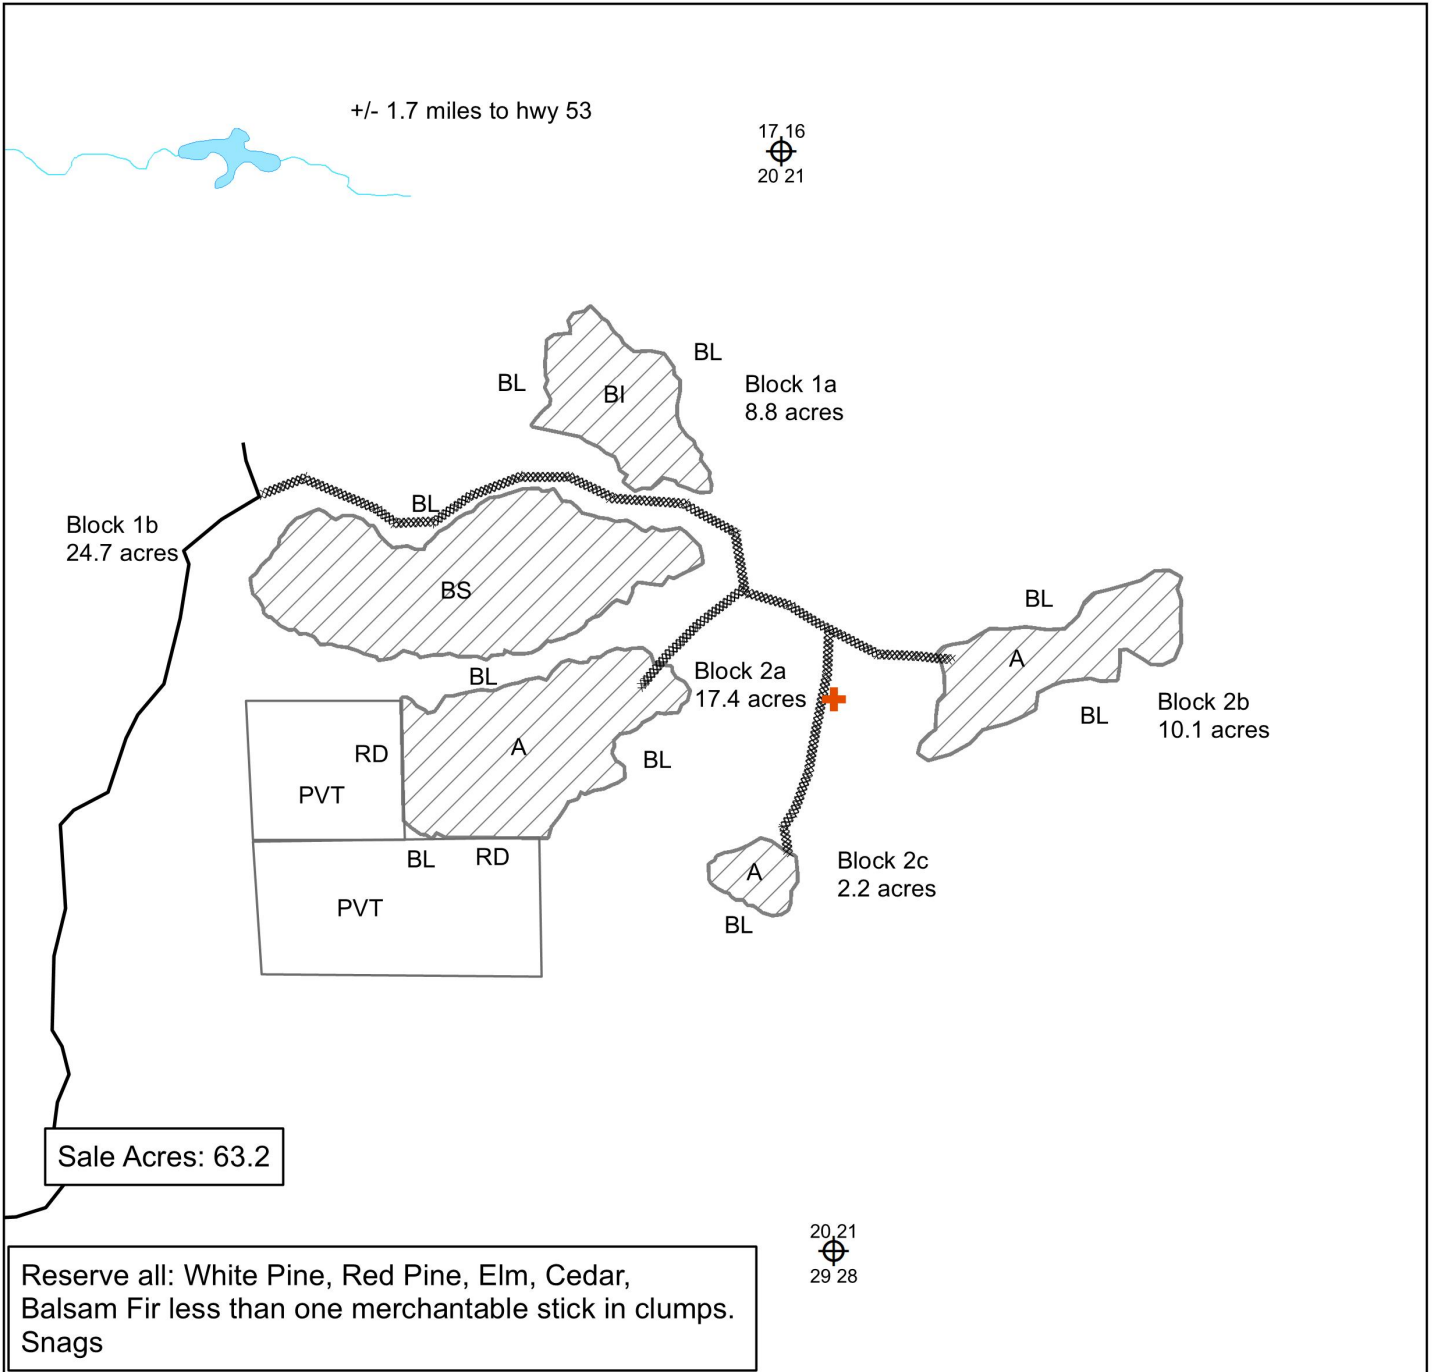 +/- 1.7 miles to hwy 53
17 16
20 21
BL
BL
Block 1a
8.8 acres
BI
BL
Block 1b
24.7 acres
BS
BL
A
BL
Block 2a
17.4 acres
Block 2b
10.1 acres
BL
RD
A
BL
PVT
BL
RD
Block 2c
2.2 acres
A
PVT
BL
Sale Acres: 63.2
20 21
29 28
Reserve all: White Pine, Red Pine, Elm, Cedar,
Balsam Fir less than one merchantable stick in clumps.
Snags